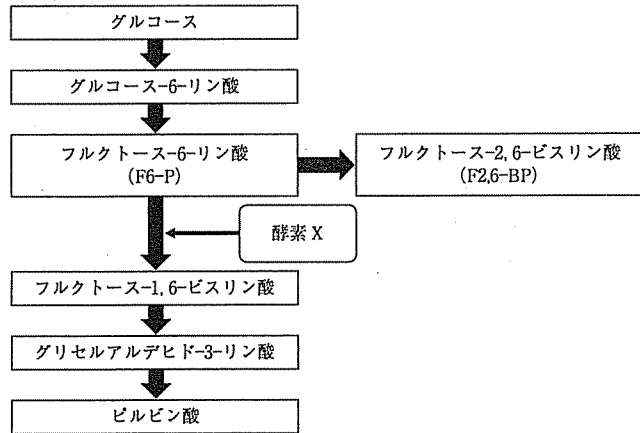 グルコース
グルコース-6-リン酸
フルクトース-6-リン酸
(F6-P)
フルクトース-2, 6-ビスリン酸
(F2,6-BP)
酵素 X
フルクトース-1, 6-ビスリン酸
グリセルアルデヒド-3-リン酸
ピルビン酸